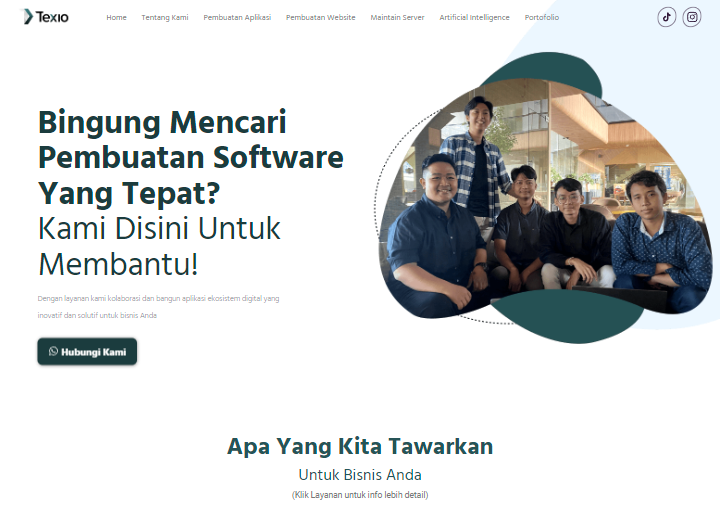 Texio
Home Tentang Kami Pembuatan Aplikasi Pembuatan Website Maintain Server Artificial Intelligence Portofolio
Bingung Mencari
Pembuatan Software
Yang Tepat?
Kami Disini Untuk
Membantu!
Dengan layanan kami kolaborasi dan bangun aplikasi ekosistem digital yang
inovatif dan solutif untuk bisnis Anda
Hubungi Kami
Apa Yang Kita Tawarkan
Untuk Bisnis Anda
(Klik Layanan untuk info lebih detail)